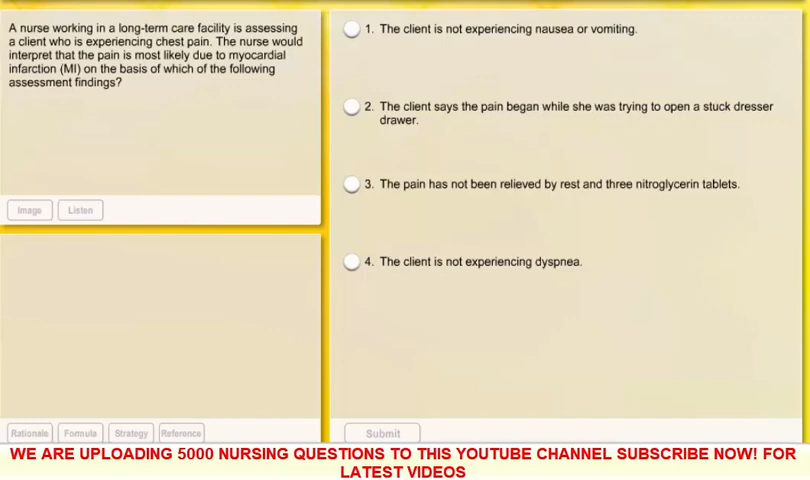 A nurse working in a long-term care facility is assessing
a client who is experiencing chest pain. The nurse would
interpret that the pain is most likely due to myocardial
infarction (MI) on the basis of which of the following
assessment findings?
Image
Listen
1. The client is not experiencing nausea or vomiting.
2. The client says the pain began while she was trying to open a stuck dresser
drawer.
3. The pain has not been relieved by rest and three nitroglycerin tablets.
4. The client is not experiencing dyspnea.
Rationale
Formula
Strategy
Reference
Submit
WE ARE UPLOADING 5000 NURSING QUESTIONS TO THIS YOUTUBE CHANNEL SUBSCRIBE NOW! FOR
LATEST VIDEOS